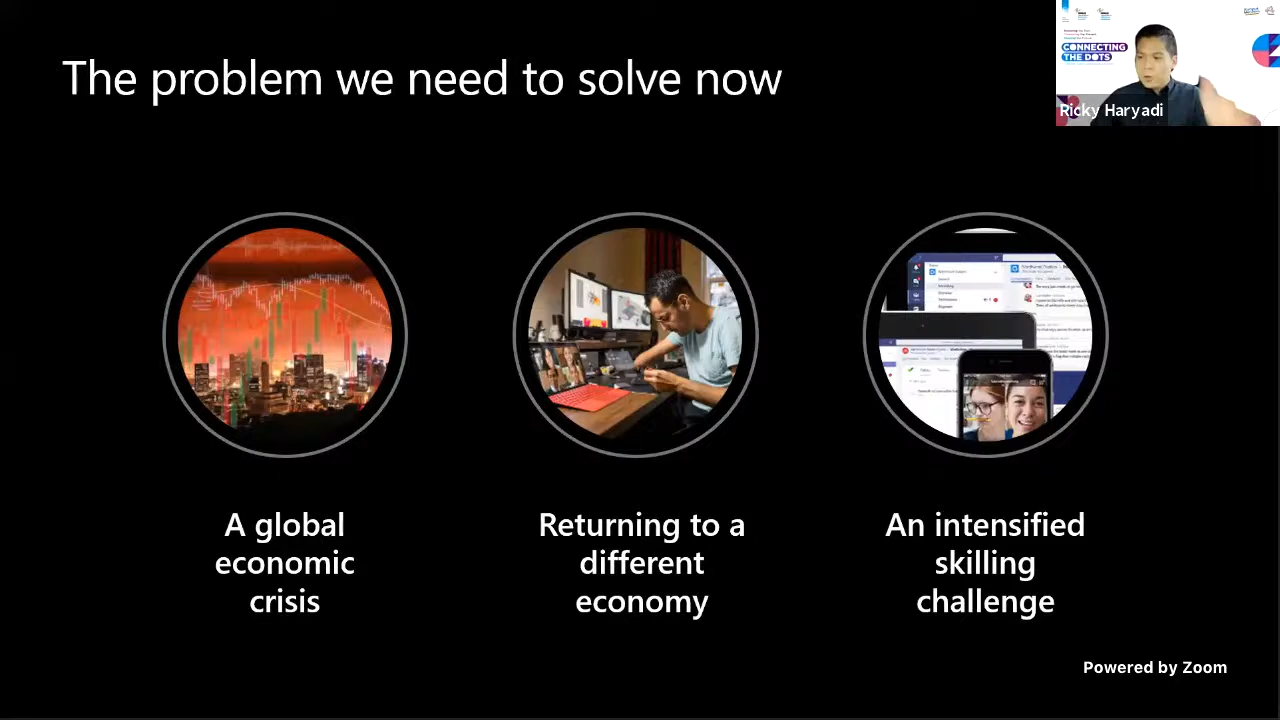 The problem we need to solve now
CONNECTING
THE DOTS
Ricky Haryadi
A global
economic
crisis
Returning to a
different
economy
An intensified
skilling
challenge
Powered by Zoom